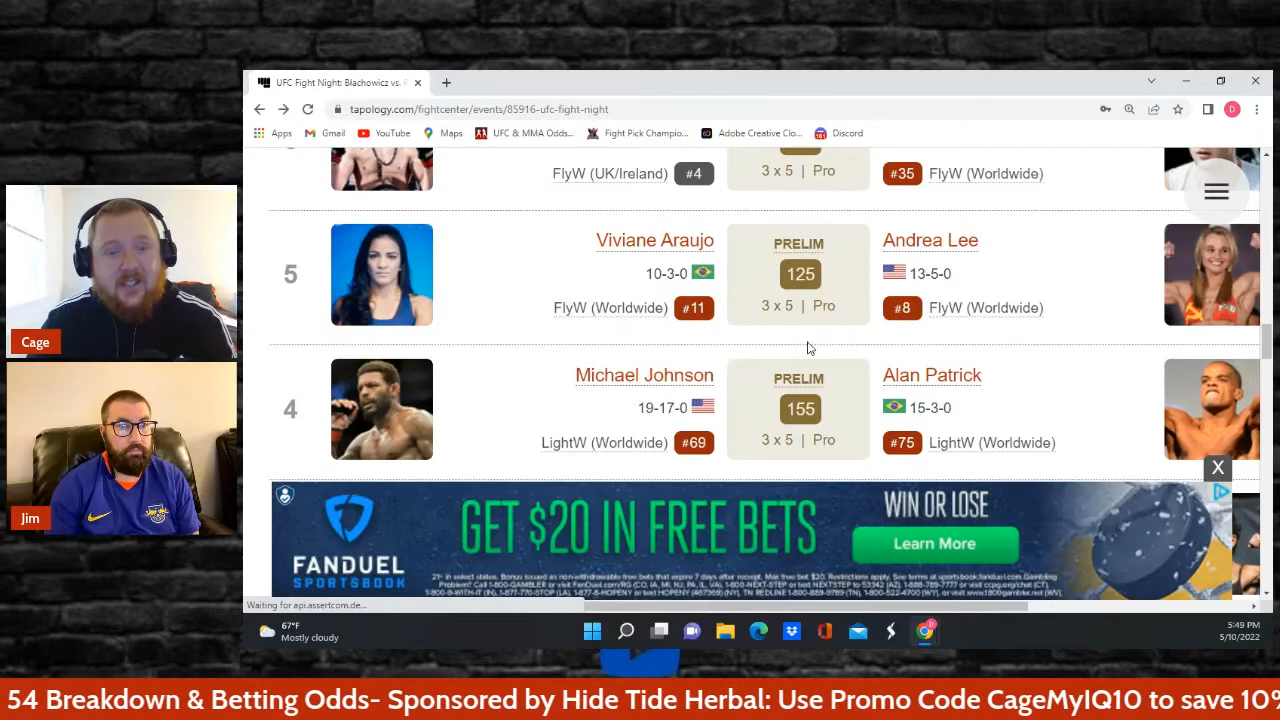 UFC Fight Night: Błachowicz vs. P
tapology.com/fightcenter/events/85916-ufc-fight-night
D
Apps
Gmail
YouTube
Maps
UFC & MMA Odds...
Fight Pick Champio...
Adobe Creative Clo...
Discord
FlyW (UK/Ireland) #4
3 x 5 | Pro
#35 FlyW (Worldwide)
5
Viviane Araujo
10-3-0
FlyW (Worldwide) #11
PRELIM
125
3 x 5 | Pro
Andrea Lee
13-5-0
#8 FlyW (Worldwide)
4
Michael Johnson
19-17-0
LightW (Worldwide) #69
PRELIM
155
3 x 5 | Pro
Alan Patrick
15-3-0
#75 LightW (Worldwide)
X
FANDUEL
SPORTSBOOK
GET $20 IN FREE BETS
WIN OR LOSE
Learn More
Waiting for api.assertcom.de...
67°F
Mostly cloudy
5:49 PM
5/10/2022
Cage
Jim
54 Breakdown & Betting Odds- Sponsored by Hide Tide Herbal: Use Promo Code CageMyIQ10 to save 10%